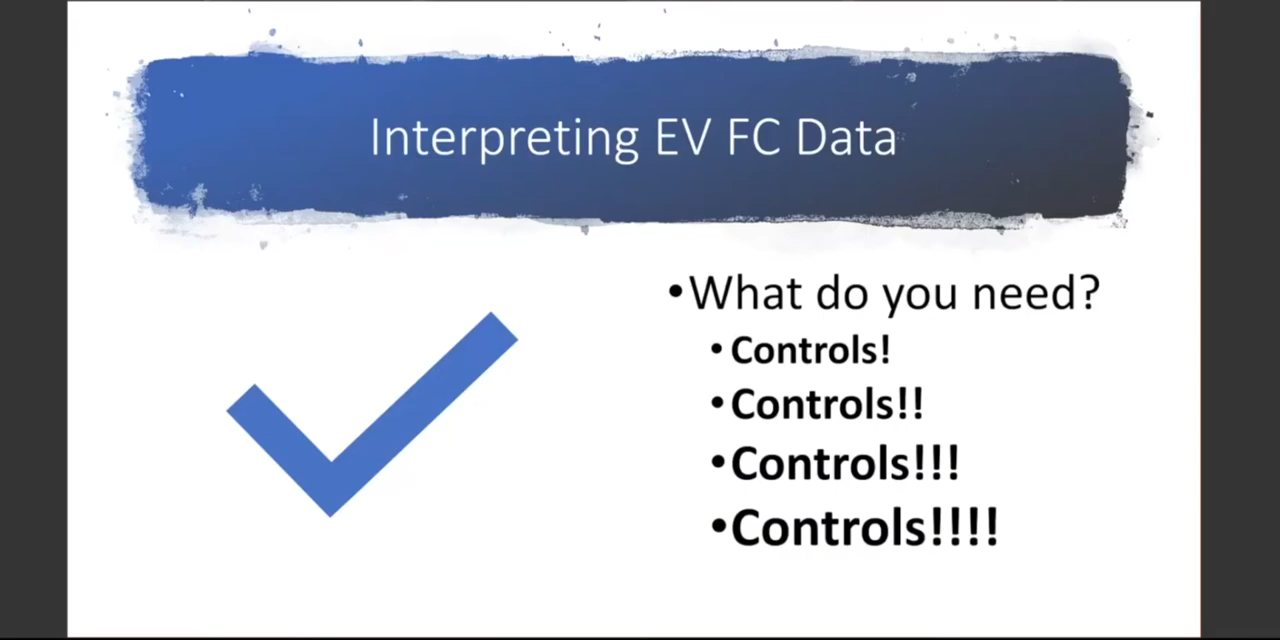 Interpreting EV FC Data
•What do you need?
•Controls!
•Controls!!
•Controls!!!
•Controls!!!!